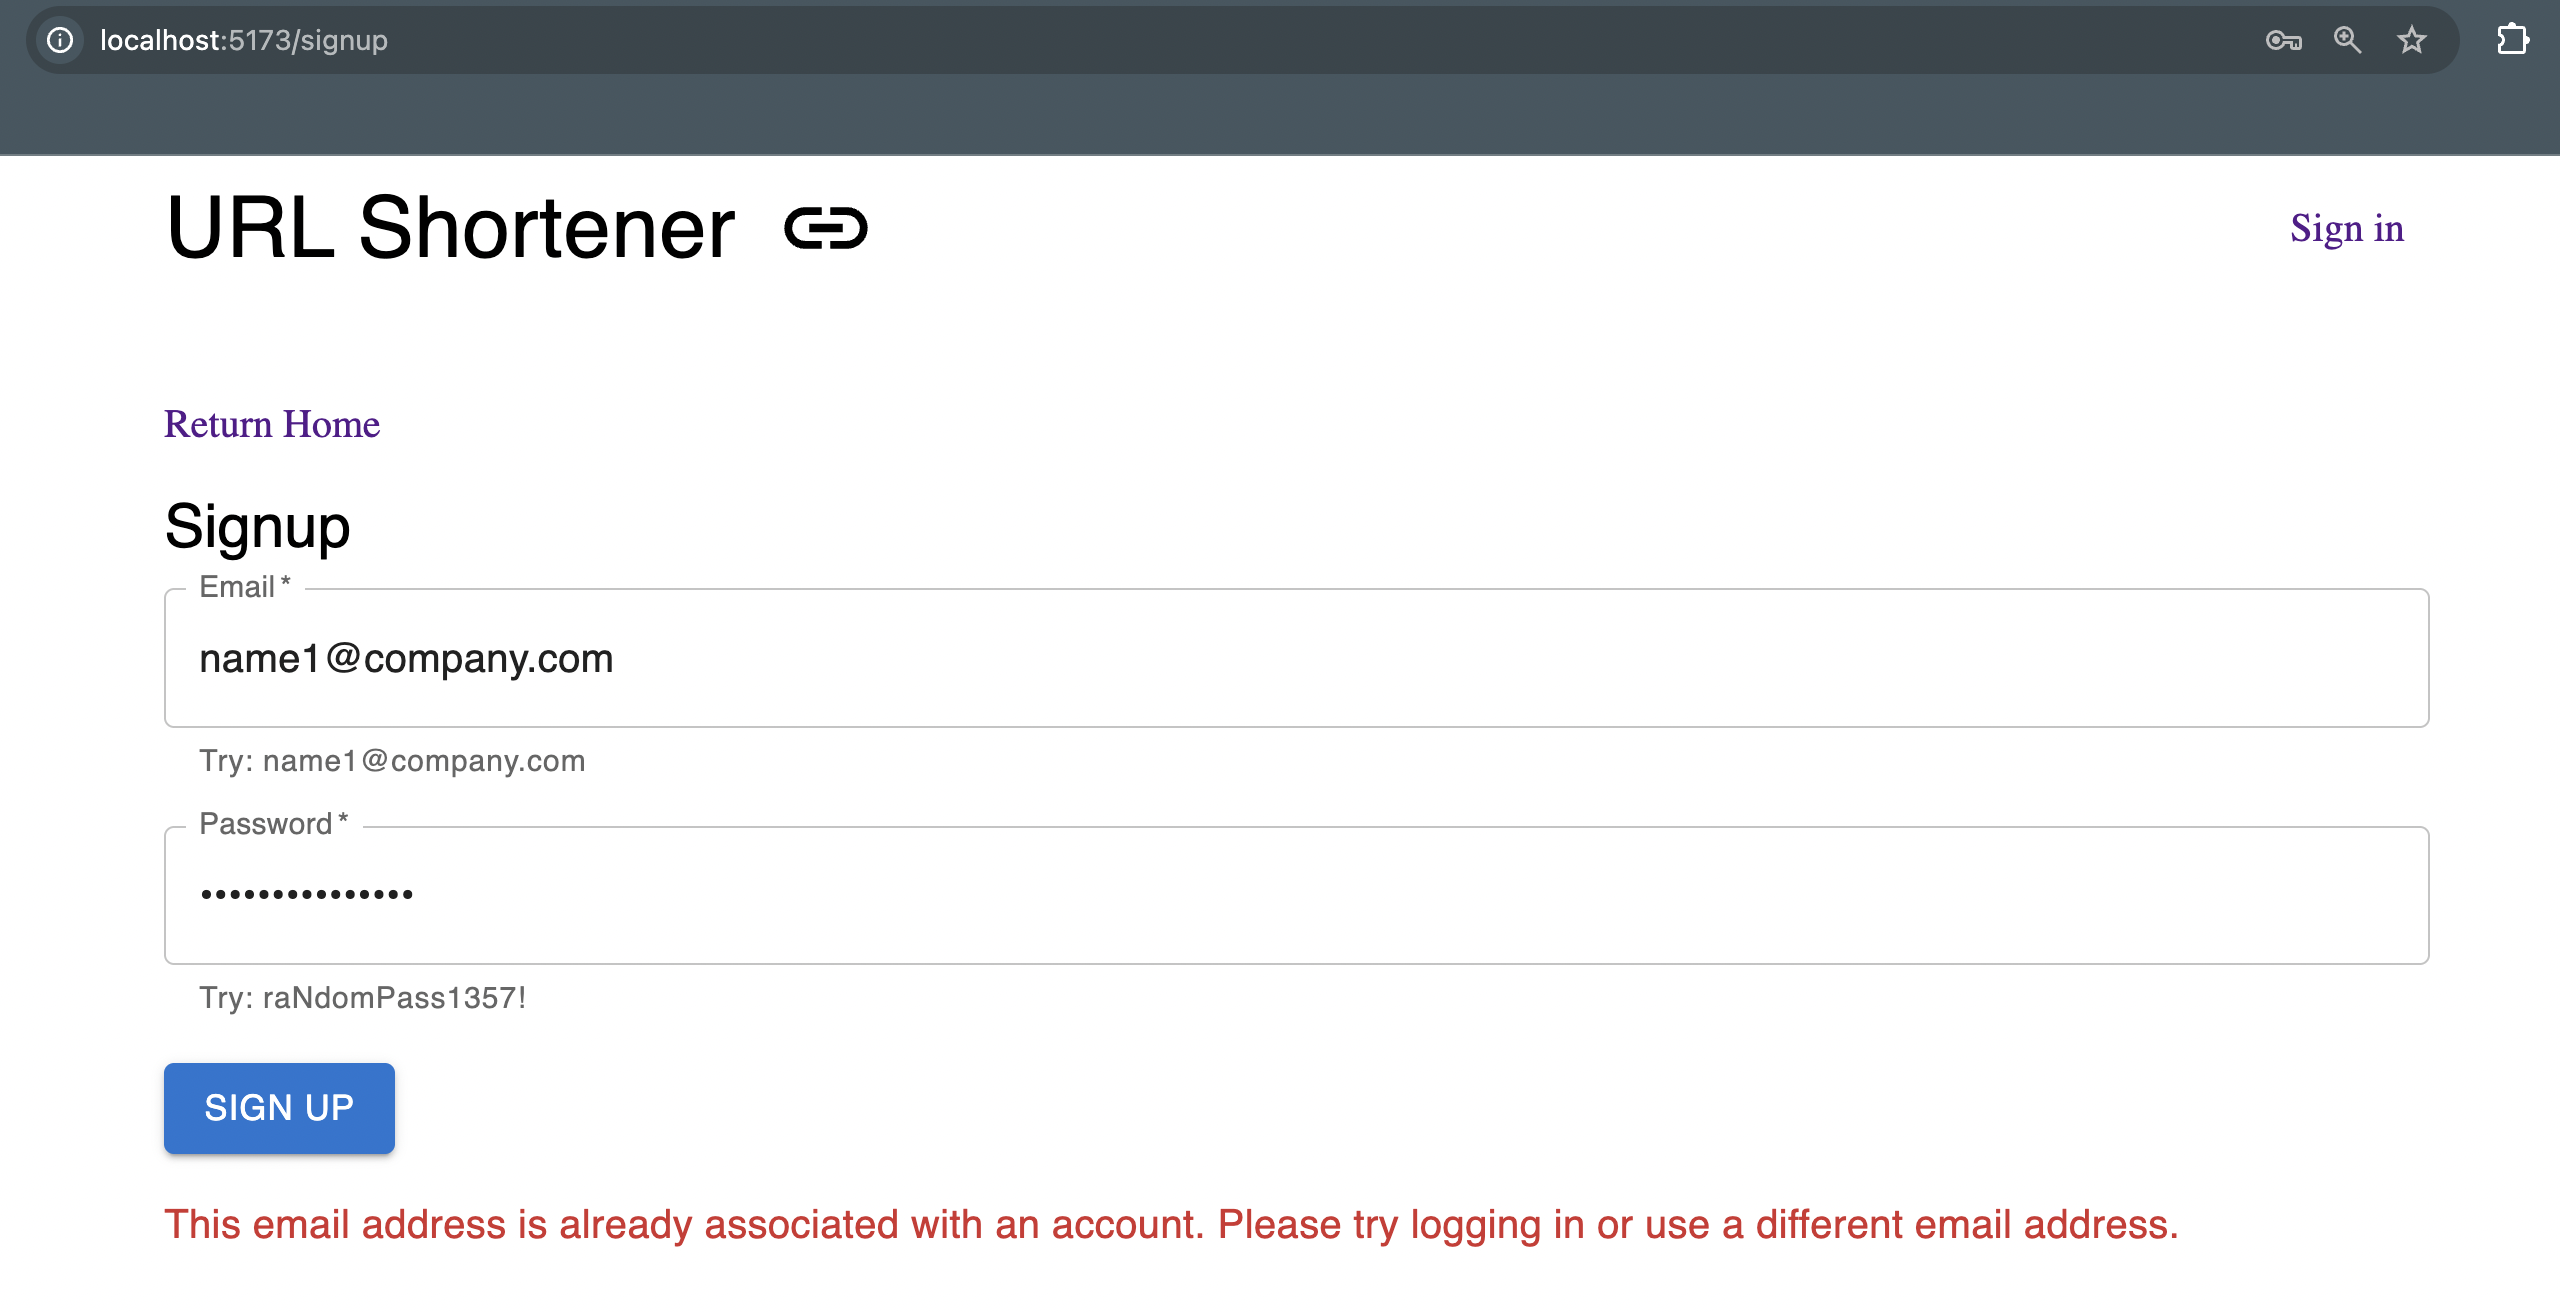 localhost:5173/signup
URL Shortener
Sign in
Return Home
Signup
Email *
name1@company.com
Try: name1@company.com
Password *
•••••••••••••••
Try: raNdomPass1357!
SIGN UP
This email address is already associated with an account. Please try logging in or use a different email address.